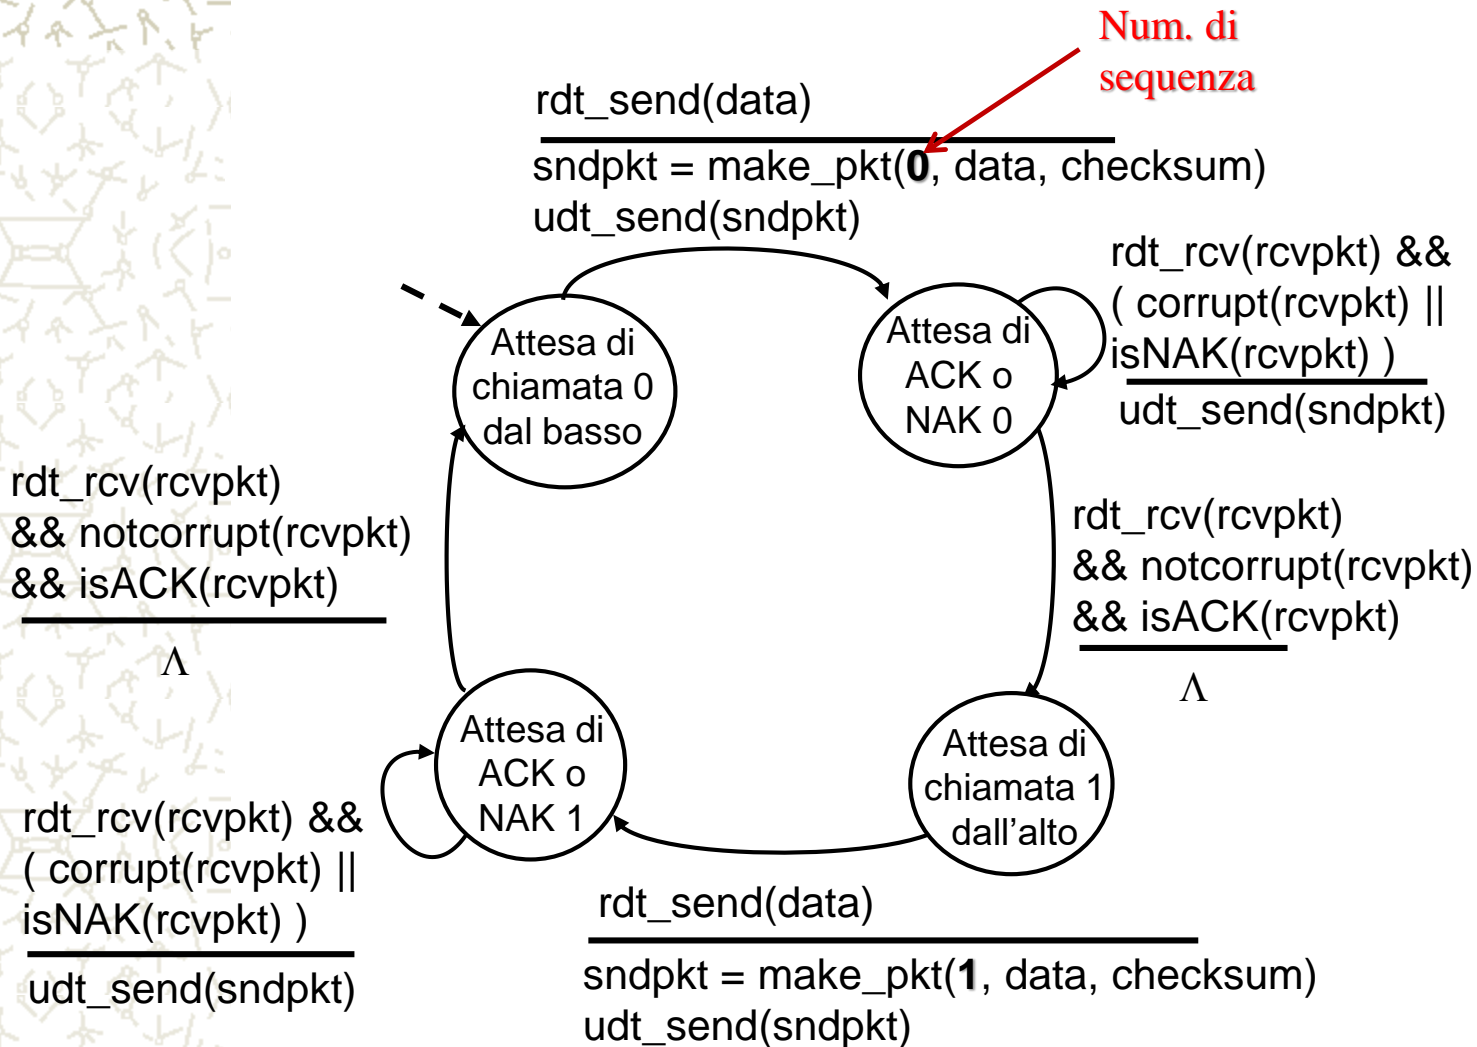 Num. di
sequenza
rdt_send(data)
sndpkt = make_pkt(0, data, checksum)
udt_send(sndpkt)
rdt_rcv(rcvpkt) &&
( corrupt(rcvpkt) ||
isNAK(rcvpkt) )
udt_send(sndpkt)
Attesa di
chiamata 0
dal basso
Attesa di
ACK o
NAK 0
rdt_rcv(rcvpkt)
&& notcorrupt(rcvpkt)
&& isACK(rcvpkt)
Λ
rdt_rcv(rcvpkt)
&& notcorrupt(rcvpkt)
&& isACK(rcvpkt)
Λ
Attesa di
ACK o
NAK 1
Attesa di
chiamata 1
dall'alto
rdt_rcv(rcvpkt) &&
( corrupt(rcvpkt) ||
isNAK(rcvpkt) )
udt_send(sndpkt)
rdt_send(data)
sndpkt = make_pkt(1, data, checksum)
udt_send(sndpkt)